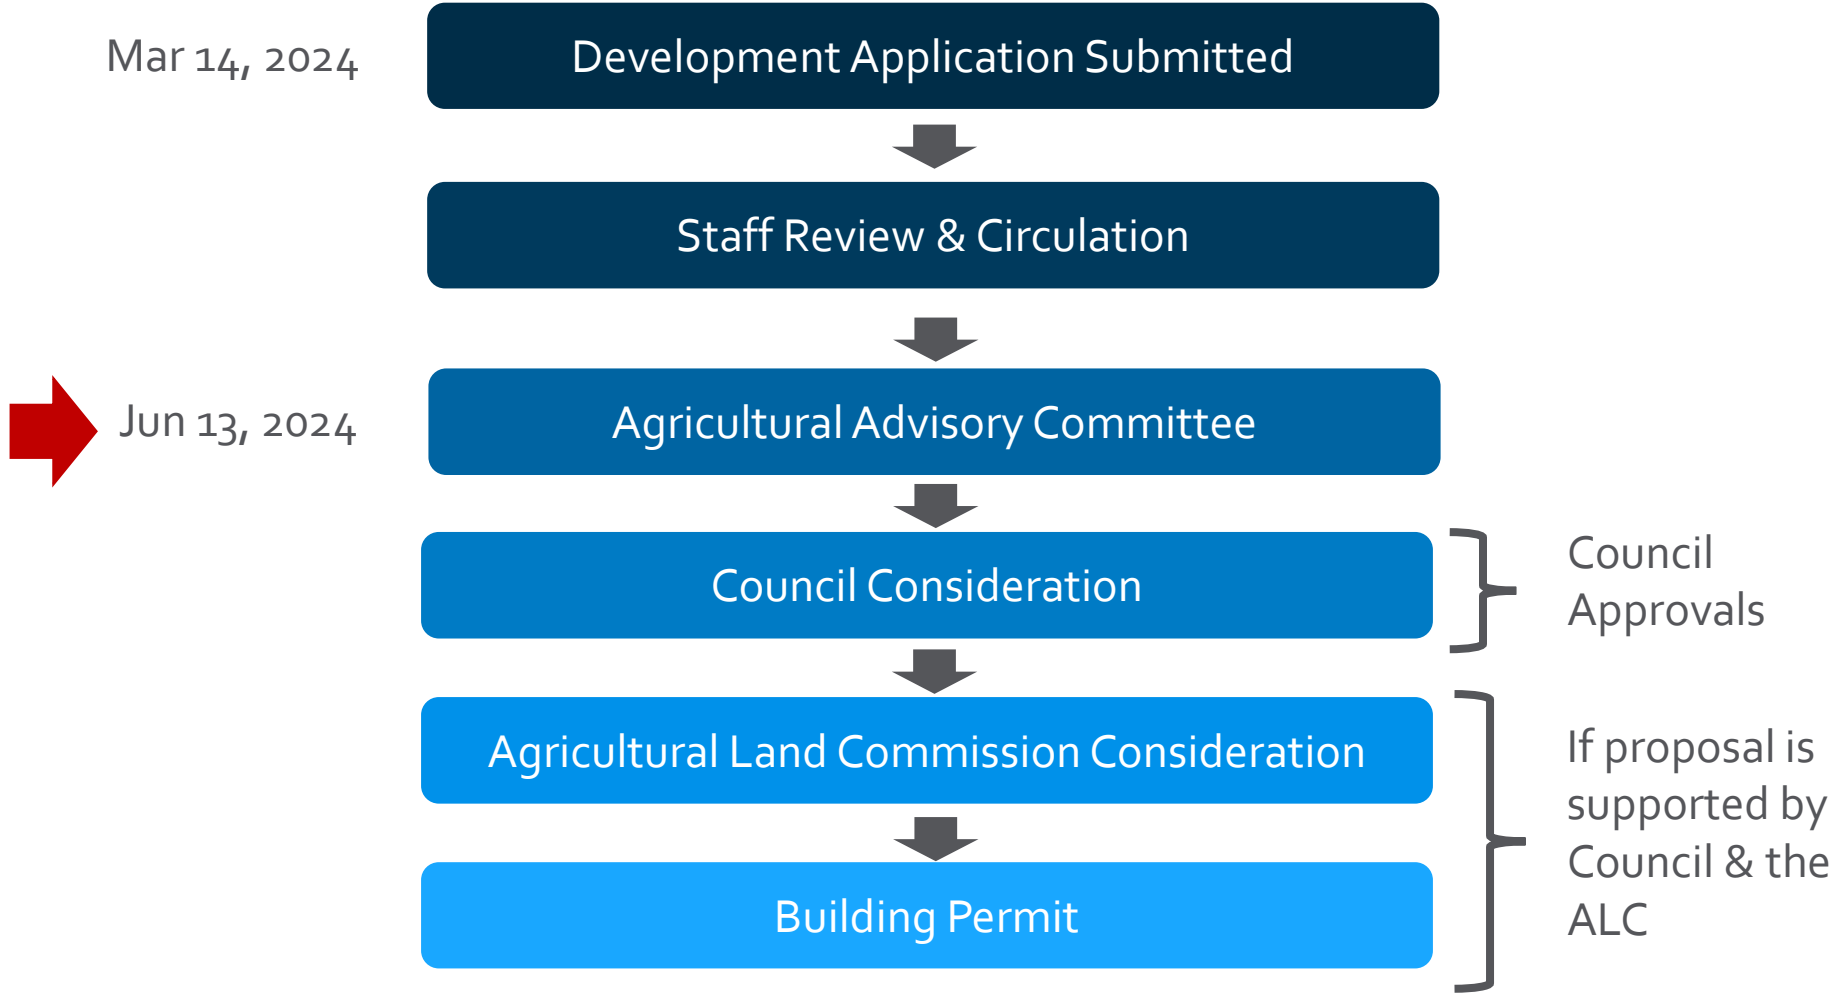 Mar 14, 2024
Development Application Submitted
Staff Review & Circulation
Jun 13, 2024
Agricultural Advisory Committee
Council Consideration
Council
Approvals
Agricultural Land Commission Consideration
Building Permit
If proposal is
supported by
Council & the
ALC